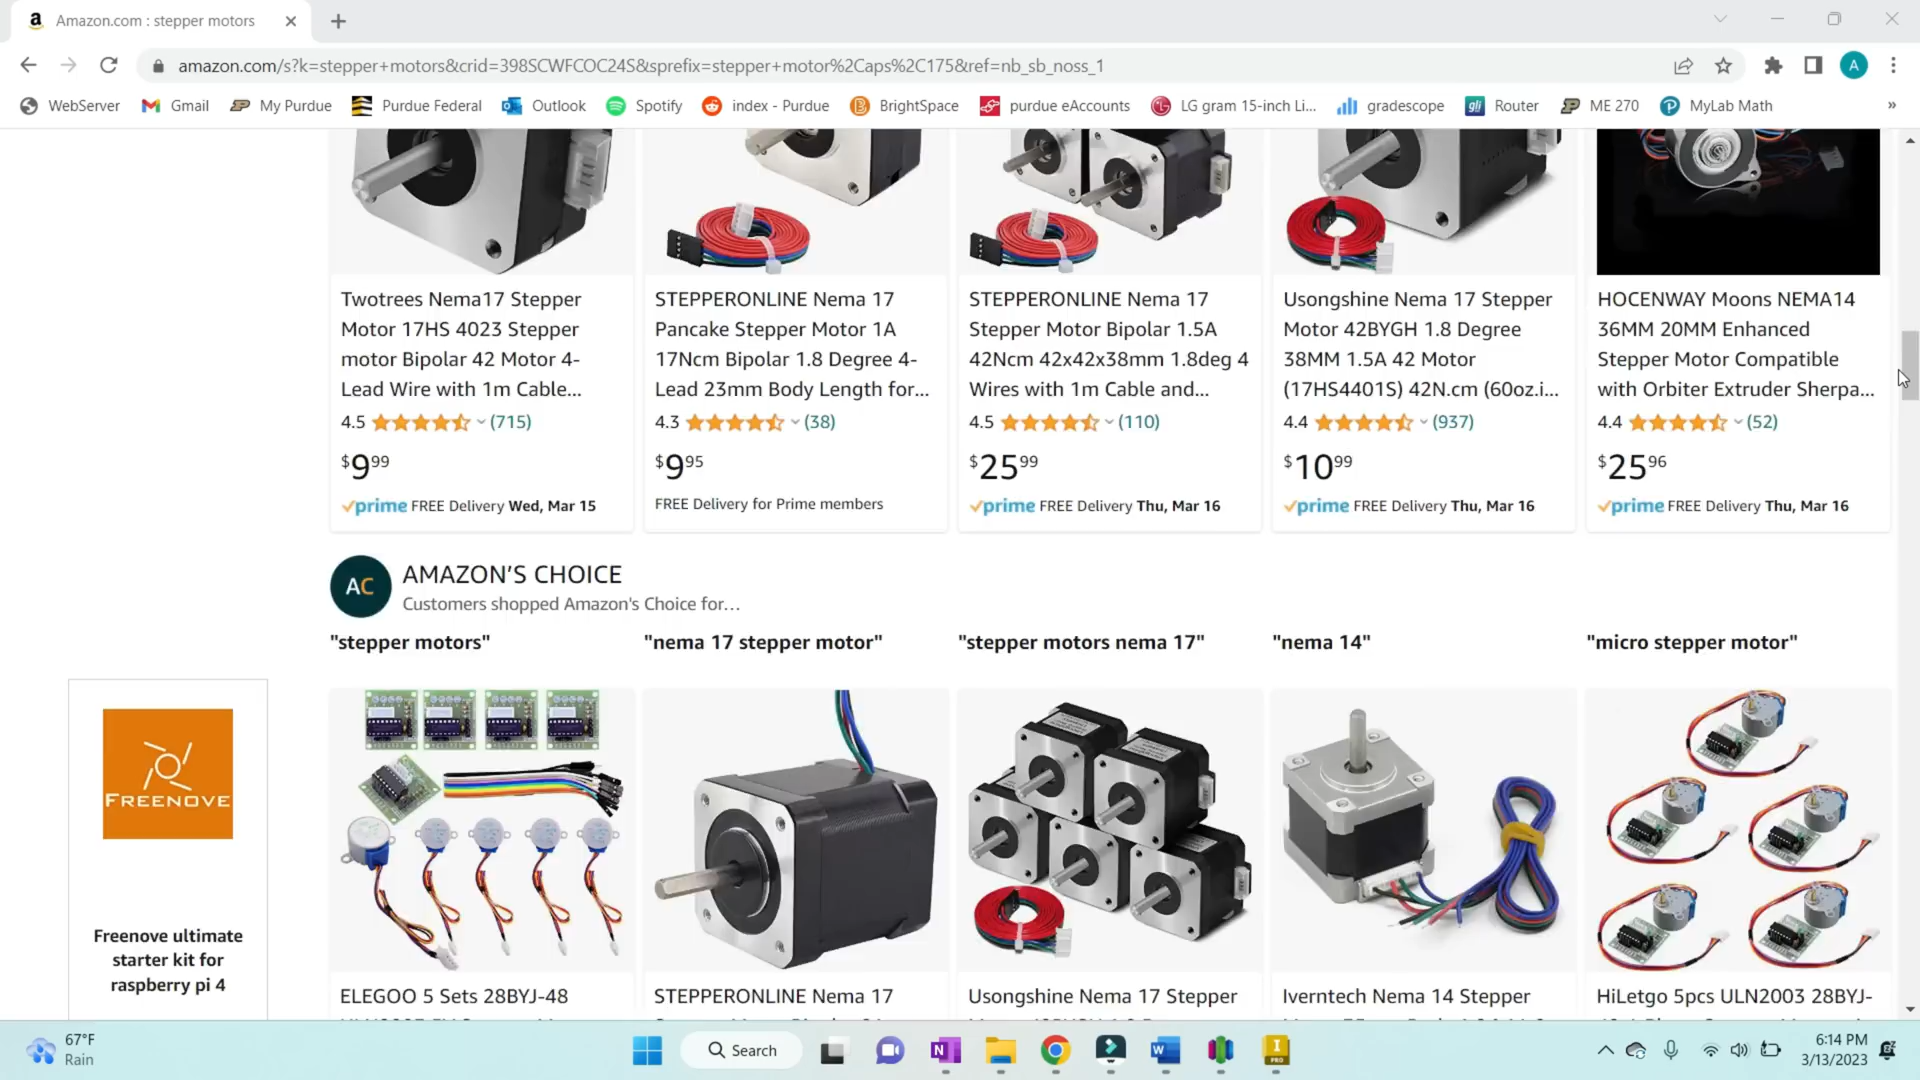 Amazon.com : stepper motors
amazon.com/s?k=stepper+motors&crid=398SCWFCOC24S&sprefix=stepper+motor%2Caps%2C175&ref=nb_sb_noss_1
A
WebServer Gmail My Purdue Purdue Federal Outlook Spotify index - Purdue BrightSpace purdue eAccounts LG gram 15-inch Li... gradescope gli Router ME 270 MyLab Math »
Twotrees Nema17 Stepper
Motor 17HS 4023 Stepper
motor Bipolar 42 Motor 4-
Lead Wire with 1m Cable...
4.5 (715)
$9.99
prime FREE Delivery Wed, Mar 15
STEPPERONLINE Nema 17
Pancake Stepper Motor 1A
17Ncm Bipolar 1.8 Degree 4-
Lead 23mm Body Length for...
4.3 (38)
$9.95
FREE Delivery for Prime members
STEPPERONLINE Nema 17
Stepper Motor Bipolar 1.5A
42Ncm 42x42x38mm 1.8deg 4
Wires with 1m Cable and...
4.5 (110)
$25.99
prime FREE Delivery Thu, Mar 16
Usongshine Nema 17 Stepper
Motor 42BYGH 1.8 Degree
38MM 1.5A 42 Motor
(17HS4401S) 42N.cm (60oz.i...
4.4 (937)
$10.99
prime FREE Delivery Thu, Mar 16
HOCENWAY Moons NEMA14
36MM 20MM Enhanced
Stepper Motor Compatible
with Orbiter Extruder Sherpa...
4.4 (52)
$25.96
prime FREE Delivery Thu, Mar 16
AC AMAZON'S CHOICE
Customers shopped Amazon's Choice for...
"stepper motors" "nema 17 stepper motor" "stepper motors nema 17" "nema 14" "micro stepper motor"
FREENOVE
Freenove ultimate
starter kit for
raspberry pi 4
ELEGOO 5 Sets 28BYJ-48
STEPPERONLINE Nema 17
Usongshine Nema 17 Stepper
Iverntech Nema 14 Stepper
HiLetgo 5pcs ULN2003 28BYJ-
67°F
Rain
Search
6:14 PM
3/13/2023